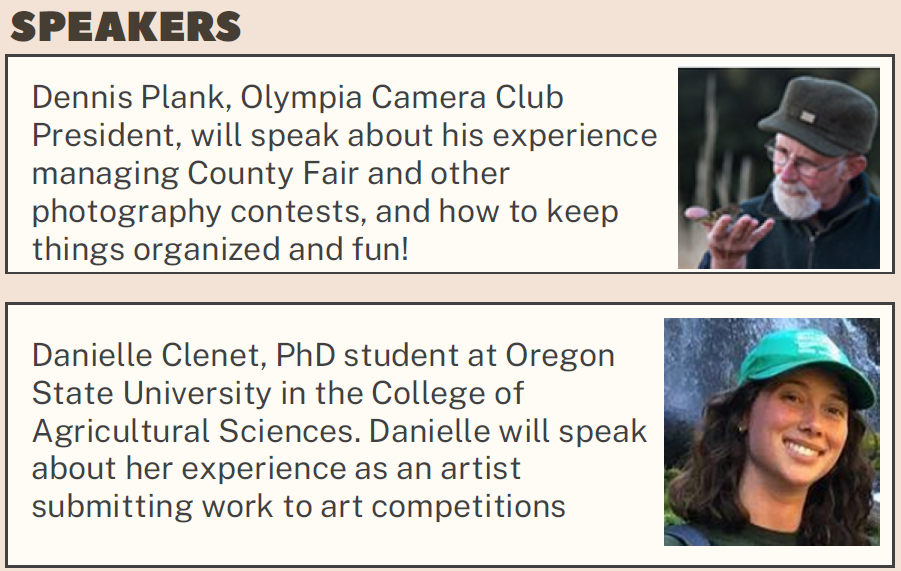 SPEAKERS
Dennis Plank, Olympia Camera Club
President, will speak about his experience
managing County Fair and other
photography contests, and how to keep
things organized and fun!
Danielle Clenet, PhD student at Oregon
State University in the College of
Agricultural Sciences. Danielle will speak
about her experience as an artist
submitting work to art competitions